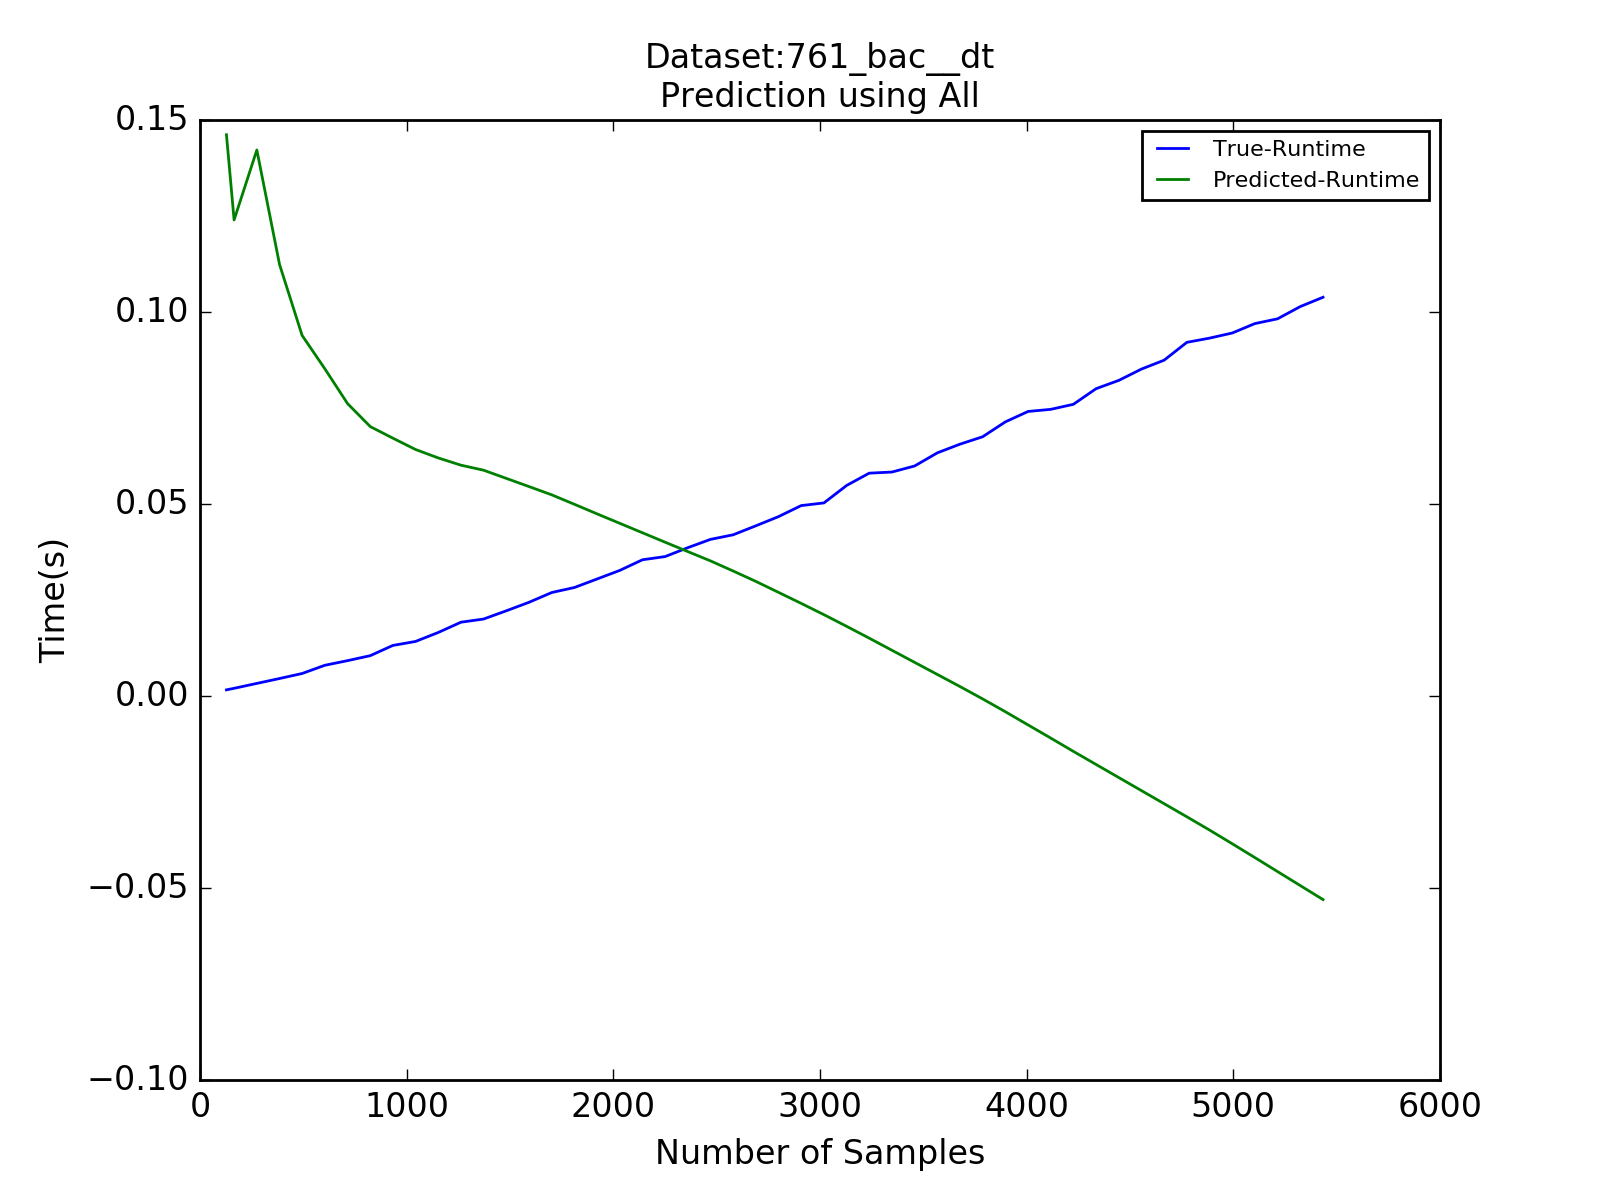 Dataset:761_bac__dt
Prediction using All
0.15
0.10
0.05
0.00
−0.05
−0.10
Time(s)
True-Runtime
Predicted-Runtime
0 1000 2000 3000 4000 5000 6000
Number of Samples